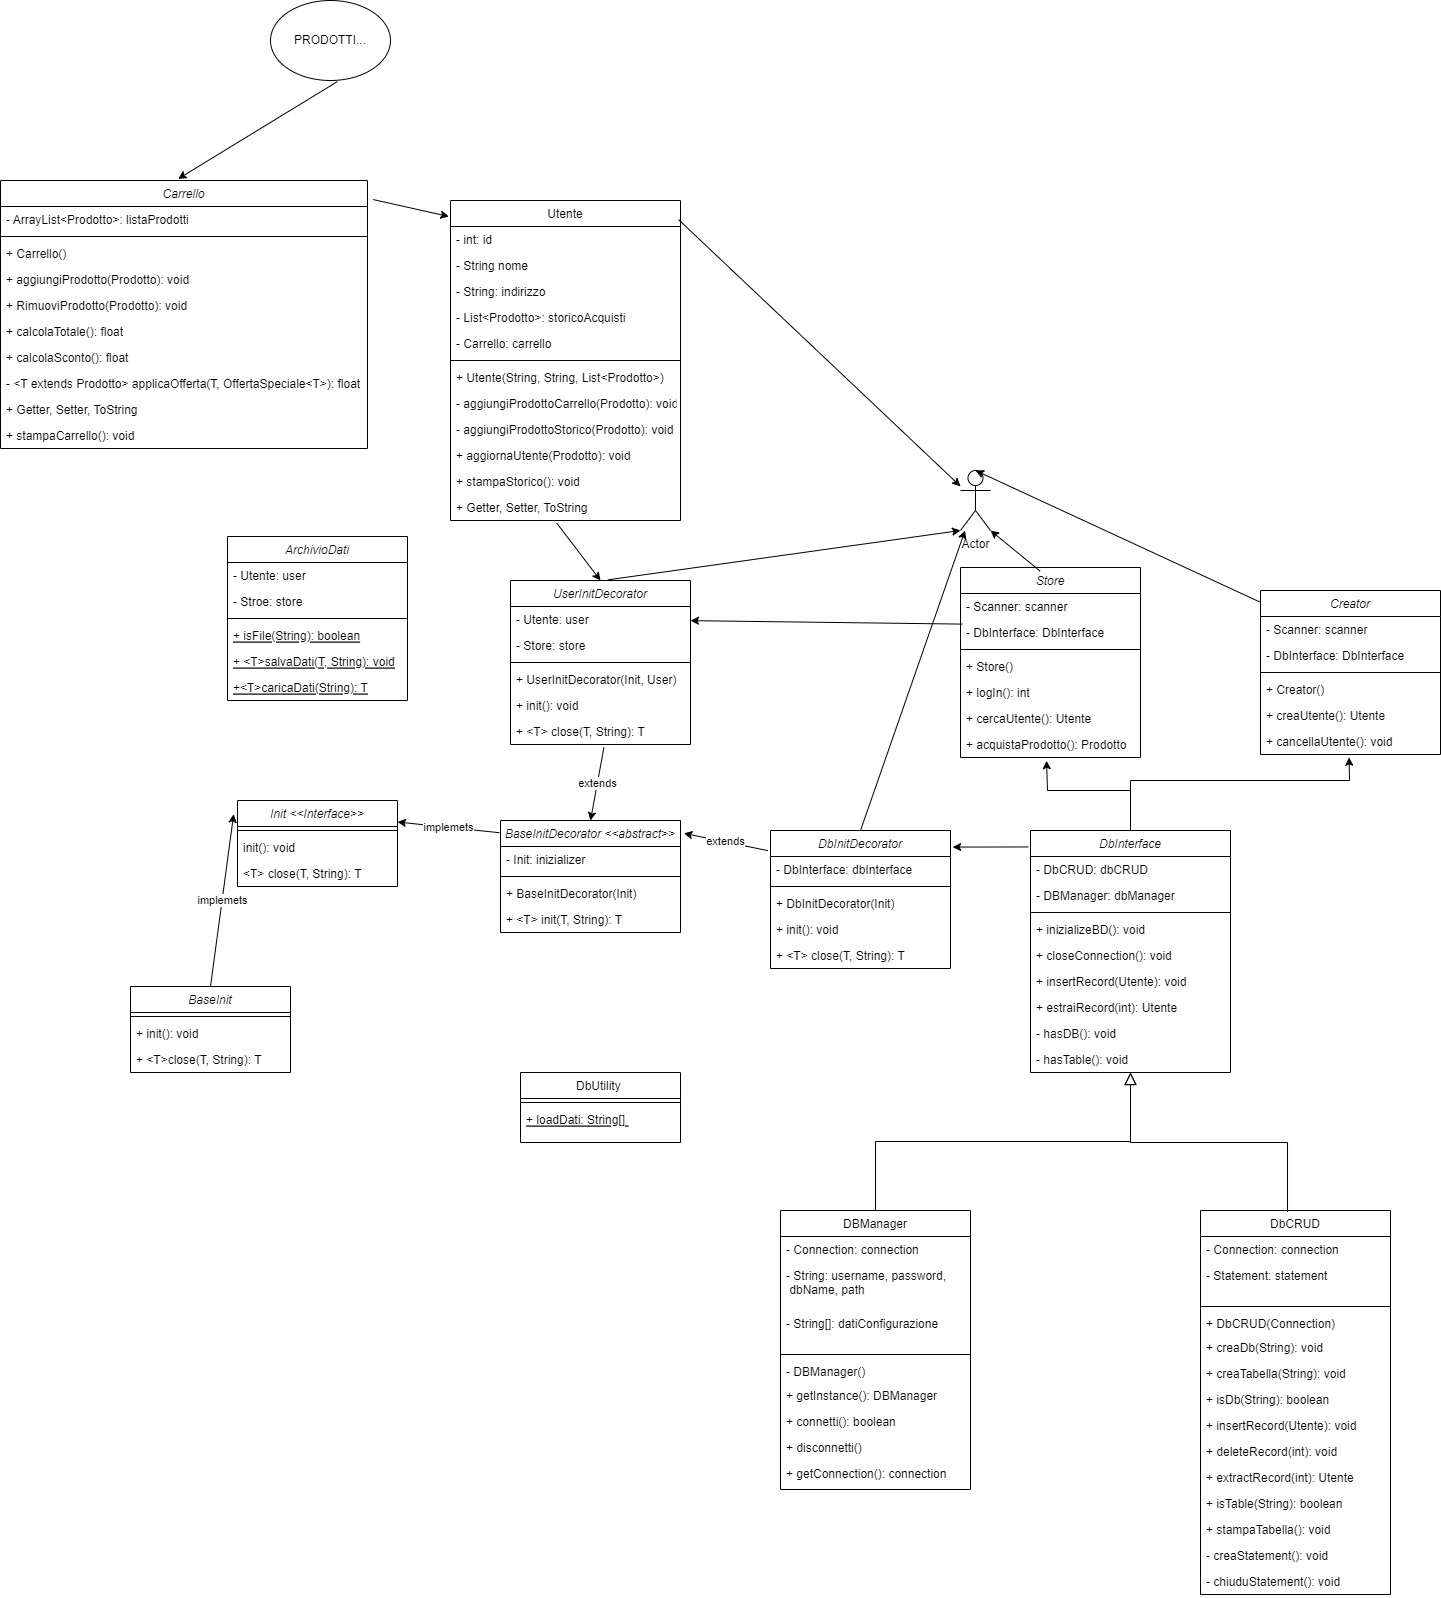 PRODOTTI...
Carrello
- ArrayList<Prodotto>: listaProdotti
+ Carrello()
+ aggiungiProdotto(Prodotto): void
+ RimuoviProdotto(Prodotto): void
+ calcolaTotale(): float
+ calcolaSconto(): float
- <T extends Prodotto> applicaOfferta(T, OffertaSpeciale<T>): float
+ Getter, Setter, ToString
+ stampaCarrello(): void
Utente
- int: id
- String nome
- String: indirizzo
- List<Prodotto>: storicoAcquisti
- Carrello: carrello
+ Utente(String, String, List<Prodotto>)
- aggiungiProdottoCarrello(Prodotto): void
- aggiungiProdottoStorico(Prodotto): void
+ aggiornaUtente(Prodotto): void
+ stampaStorico(): void
+ Getter, Setter, ToString
Actor
ArchivioDati
- Utente: user
- Stroe: store
+ isFile(String): boolean
+ <T>salvaDati(T, String): void
+<T>caricaDati(String): T
UserInitDecorator
- Utente: user
- Store: store
+ UserInitDecorator(Init, User)
+ init(): void
+ <T> close(T, String): T
Store
- Scanner: scanner
- DbInterface: DbInterface
+ Store()
+ logIn(): int
+ cercaUtente(): Utente
+ acquistaProdotto(): Prodotto
Creator
- Scanner: scanner
- DbInterface: DbInterface
+ Creator()
+ creaUtente(): Utente
+ cancellaUtente(): void
extends
Init <<Interface>>
init(): void
<T> close(T, String): T
implemets
BaseInitDecorator <<abstract>>
- Init: inizializer
+ BaseInitDecorator(Init)
+ <T> init(T, String): T
extends
DbInitDecorator
- DbInterface: dbInterface
+ DbInitDecorator(Init)
+ init(): void
+ <T> close(T, String): T
DbInterface
- DbCRUD: dbCRUD
- DBManager: dbManager
+ inizializeBD(): void
+ closeConnection(): void
+ insertRecord(Utente): void
+ estraiRecord(int): Utente
- hasDB(): void
- hasTable(): void
implemets
BaseInit
+ init(): void
+ <T>close(T, String): T
DbUtility
+ loadDati: String[]
DBManager
- Connection: connection
- String: username, password,
dbName, path
- String[]: datiConfigurazione
- DBManager()
+ getInstance(): DBManager
+ connetti(): boolean
+ disconnetti()
+ getConnection(): connection
DbCRUD
- Connection: connection
- Statement: statement
+ DbCRUD(Connection)
+ creaDb(String): void
+ creaTabella(String): void
+ isDb(String): boolean
+ insertRecord(Utente): void
+ deleteRecord(int): void
+ extractRecord(int): Utente
+ isTable(String): boolean
+ stampaTabella(): void
- creaStatement(): void
- chiuduStatement(): void